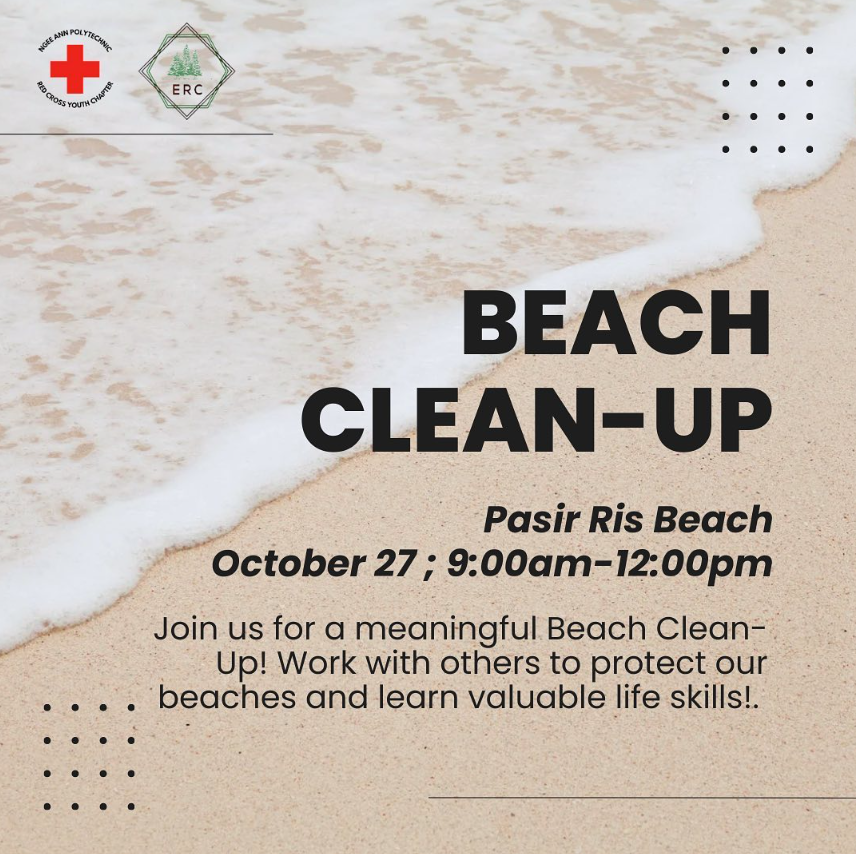 NGEE ANN POLYTECHNIC
RED CROSS YOUTH CHAPTER
ERC
BEACH
CLEAN-UP
Pasir Ris Beach
October 27 ; 9:00am-12:00pm
Join us for a meaningful Beach Clean-
Up! Work with others to protect our
beaches and learn valuable life skills!.